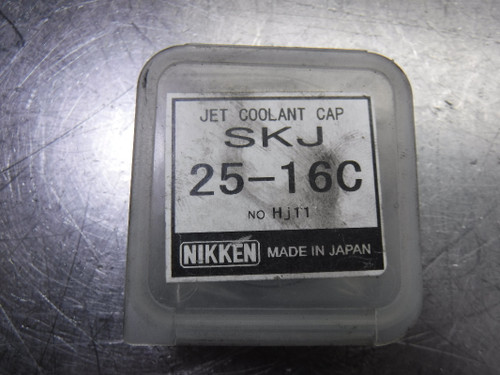 JET COOLANT CAP
SKJ
25-16C
NO Hj11
NIKKEN MADE IN JAPAN